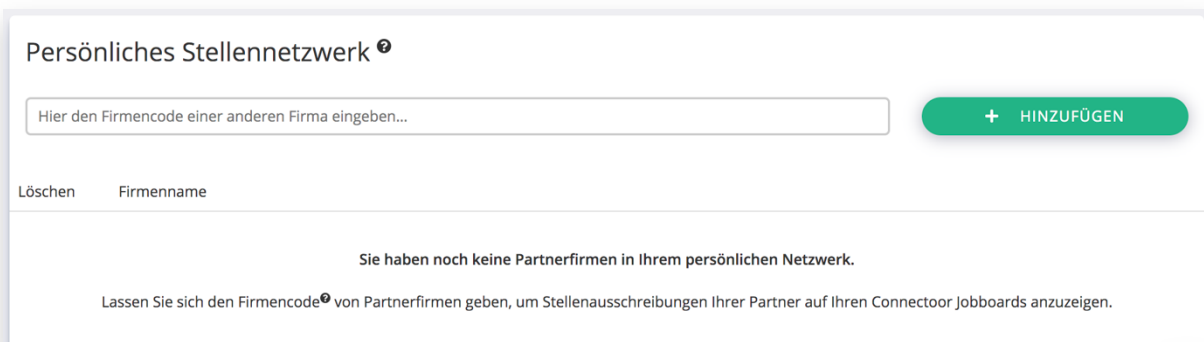 Persönliches Stellennetzwerk ?
Hier den Firmencode einer anderen Firma eingeben...
+ HINZUFÜGEN
Löschen Firmenname
Sie haben noch keine Partnerfirmen in Ihrem persönlichen Netzwerk.
Lassen Sie sich den Firmencode? von Partnerfirmen geben, um Stellenausschreibungen Ihrer Partner auf Ihren Connectoor Jobboards anzuzeigen.